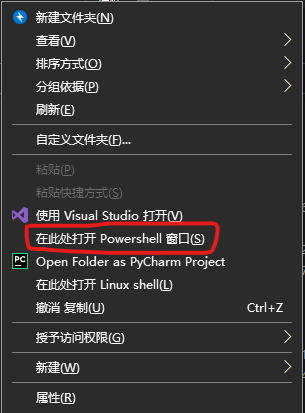 新建文件夹(N)
查看(V)
排序方式(O)
分组依据(P)
刷新(E)
自定义文件夹(F)...
粘贴(P)
粘贴快捷方式(S)
使用 Visual Studio 打开(V)
在此处打开 Powershell 窗口(S)
PC Open Folder as PyCharm Project
在此处打开 Linux shell(L)
撤消 复制(U) Ctrl+Z
授予访问权限(G)
新建(W)
属性(R)